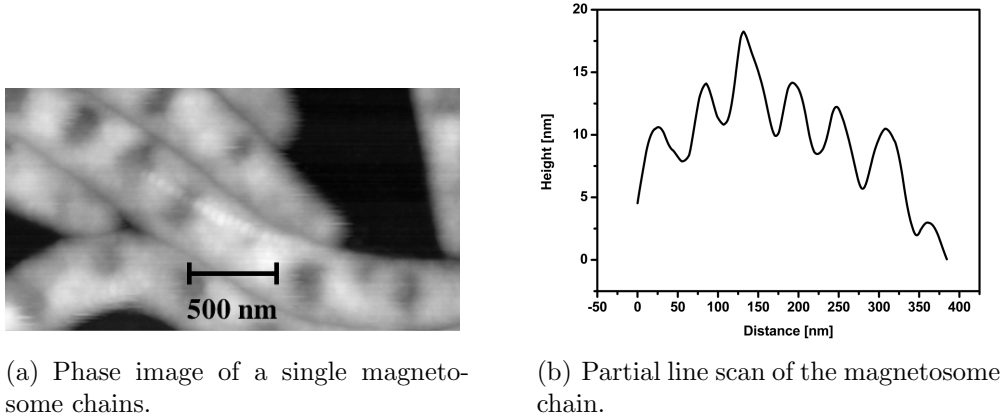 500 nm
20
15
10
5
0
Height [nm]
-50 0 50 100 150 200 250 300 350 400
Distance [nm]
(a) Phase image of a single magneto-
some chains.
(b) Partial line scan of the magnetosome
chain.